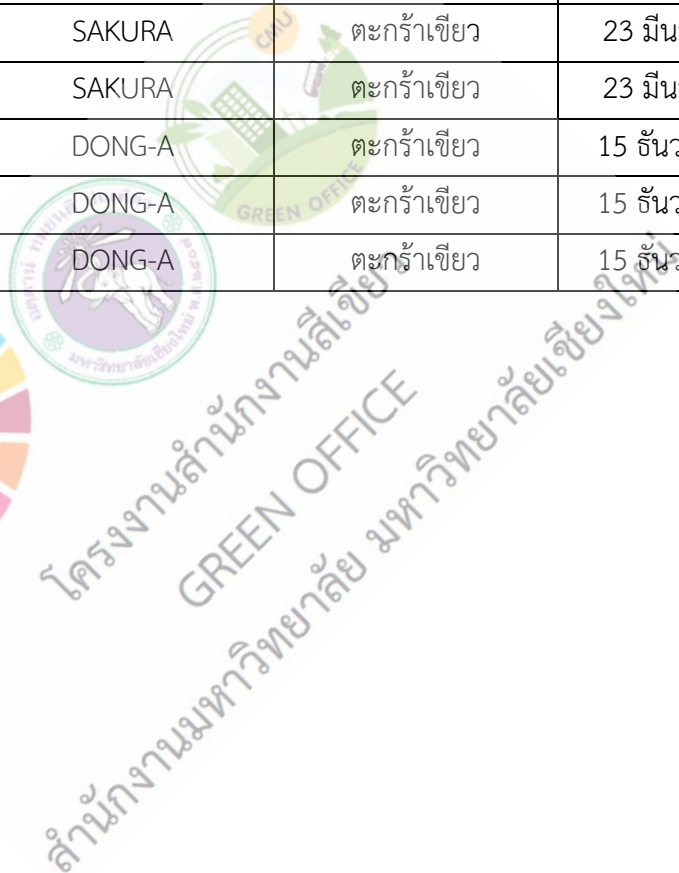 SAKURA ตะกร้าเขียว 23 มีน
SAKURA ตะกร้าเขียว 23 มีน
DONG-A ตะกร้าเขียว 15 ธันว
DONG-A ตะกร้าเขียว 15 ธันว
DONG-A ตะกร้าเขียว 15 ธันว
CMU
GREEN OFFICE
มหาวิทยาลัยเชียงใหม่
โครงงานสำนักงานสีเขียว
GREEN OFFICE
สำนักงานมหาวิทยาลัย มหาวิทยาลัยเชียงใหม่